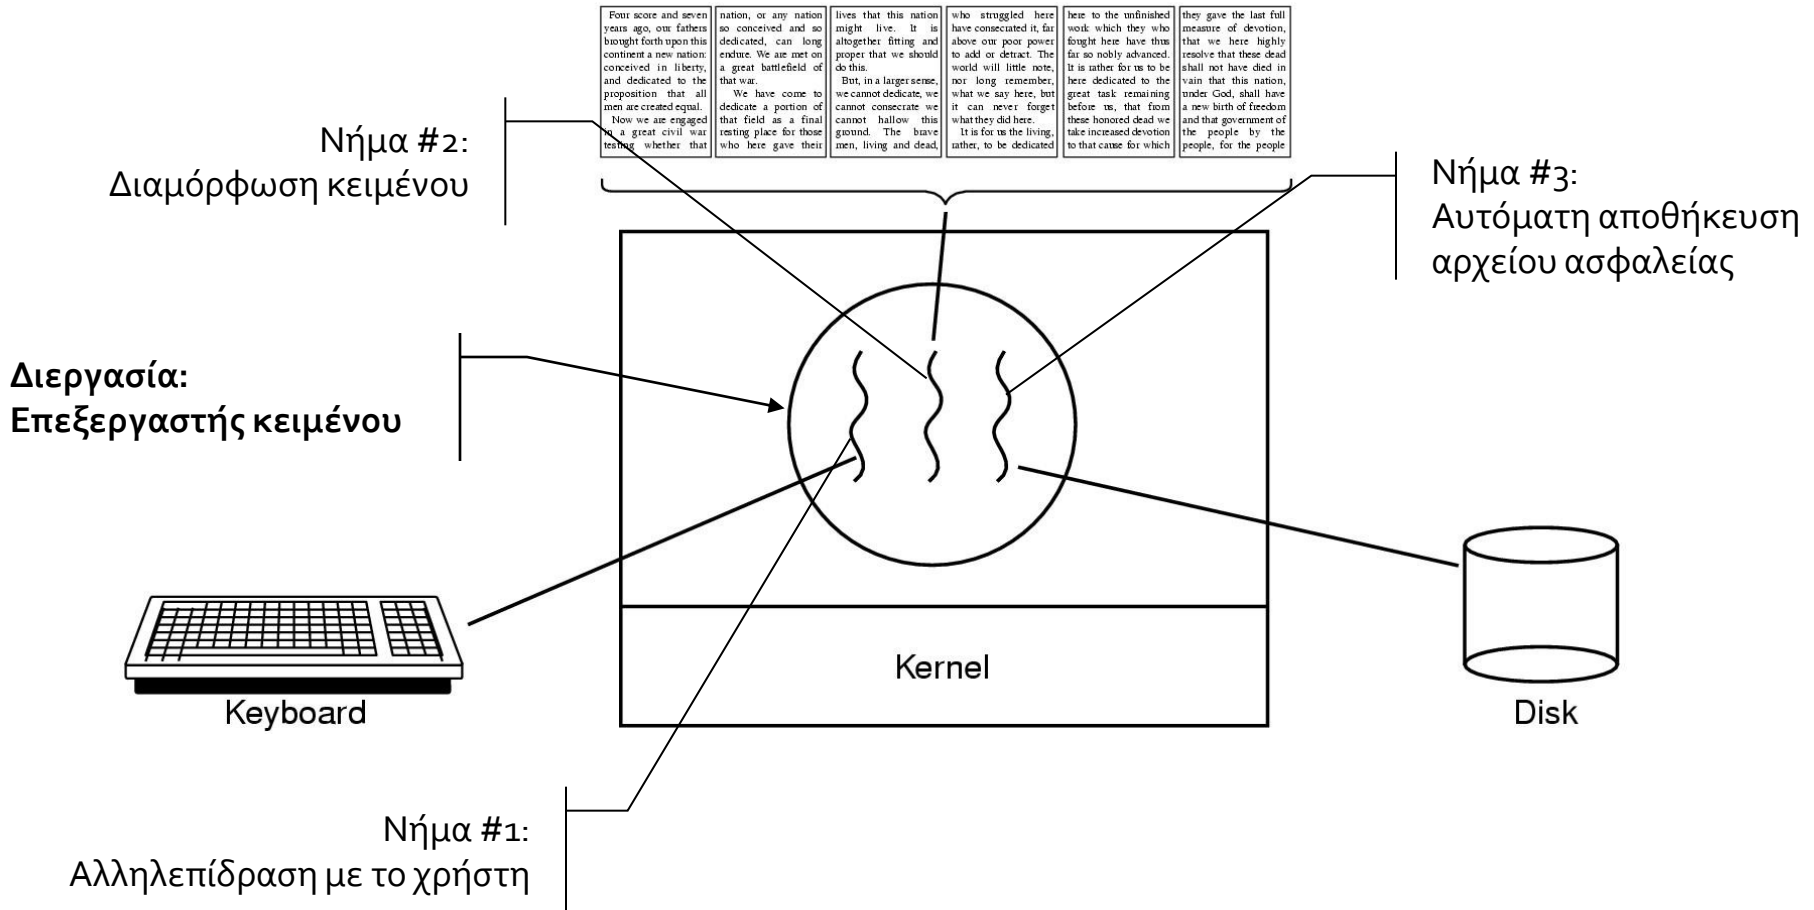 Four score and seven
years ago, our fathers
brought forth upon this
continent a new nation:
conceived in liberty,
and dedicated to the
proposition that all
men are created equal.
Now we are engaged
in a great civil war
testing whether that
nation, or any nation
so conceived and so
dedicated, can long
endure. We are met on
a great battlefield of
that war.
We have come to
dedicate a portion of
that field as a final
resting place for those
who here gave their
lives that this nation
might live. It is
altogether fitting and
proper that we should
do this.
But, in a larger sense,
we cannot dedicate, we
cannot consecrate we
cannot hallow this
ground. The brave
men, living and dead,
who struggled here
have consecrated it, far
above our poor power
to add or detract. The
world will little note,
nor long remember,
what we say here, but
it can never forget
what they did here.
It is for us the living,
rather, to be dedicated
here to the unfinished
work which they who
fought here have thus
far so nobly advanced.
It is rather for us to be
here dedicated to the
great task remaining
before us, that from
these honored dead we
take increased devotion
to that cause for which
they gave the last full
measure of devotion,
that we here highly
resolve that these dead
shall not have died in
vain that this nation,
under God, shall have
a new birth of freedom
and that government of
the people by the
people, for the people
Νήμα #2:
Διαμόρφωση κειμένου
Νήμα #3:
Αυτόματη αποθήκευση
αρχείου ασφαλείας
Διεργασία:
Επεξεργαστής κειμένου
Kernel
Keyboard
Disk
Νήμα #1:
Αλληλεπίδραση με το χρήστη